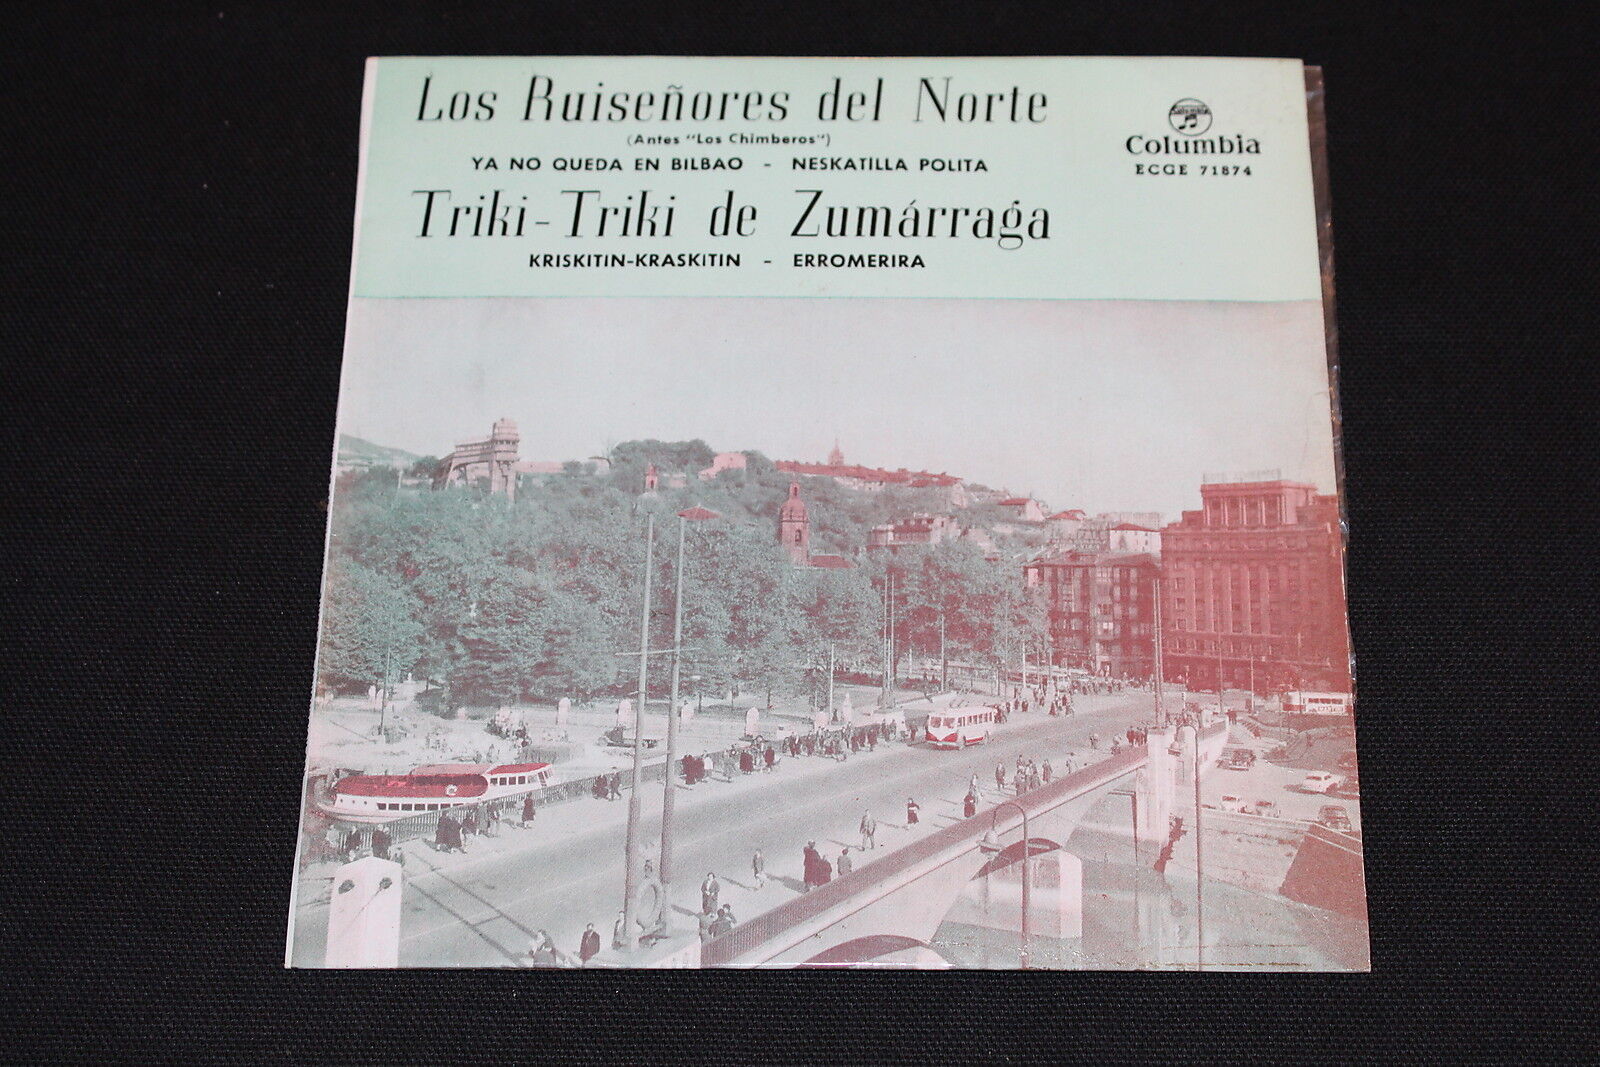 Los Ruiseñores del Norte
(Antes "Los Chimberos")
YA NO QUEDA EN BILBAO - NESKATILLA POLITA
Triki-Triki de Zumárraga
KRISKITIN-KRASKITIN - ERROMERIRA
Columbia
Columbia
ECGE 71874